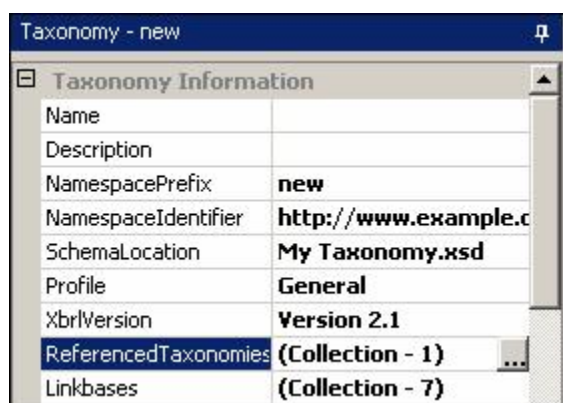 Taxonomy - new
Taxonomy Information
Name
Description
NamespacePrefix new
NamespaceIdentifier http://www.example.c
SchemaLocation My Taxonomy.xsd
Profile General
XbrlVersion Version 2.1
ReferencedTaxonomies (Collection - 1) ...
Linkbases (Collection - 7)